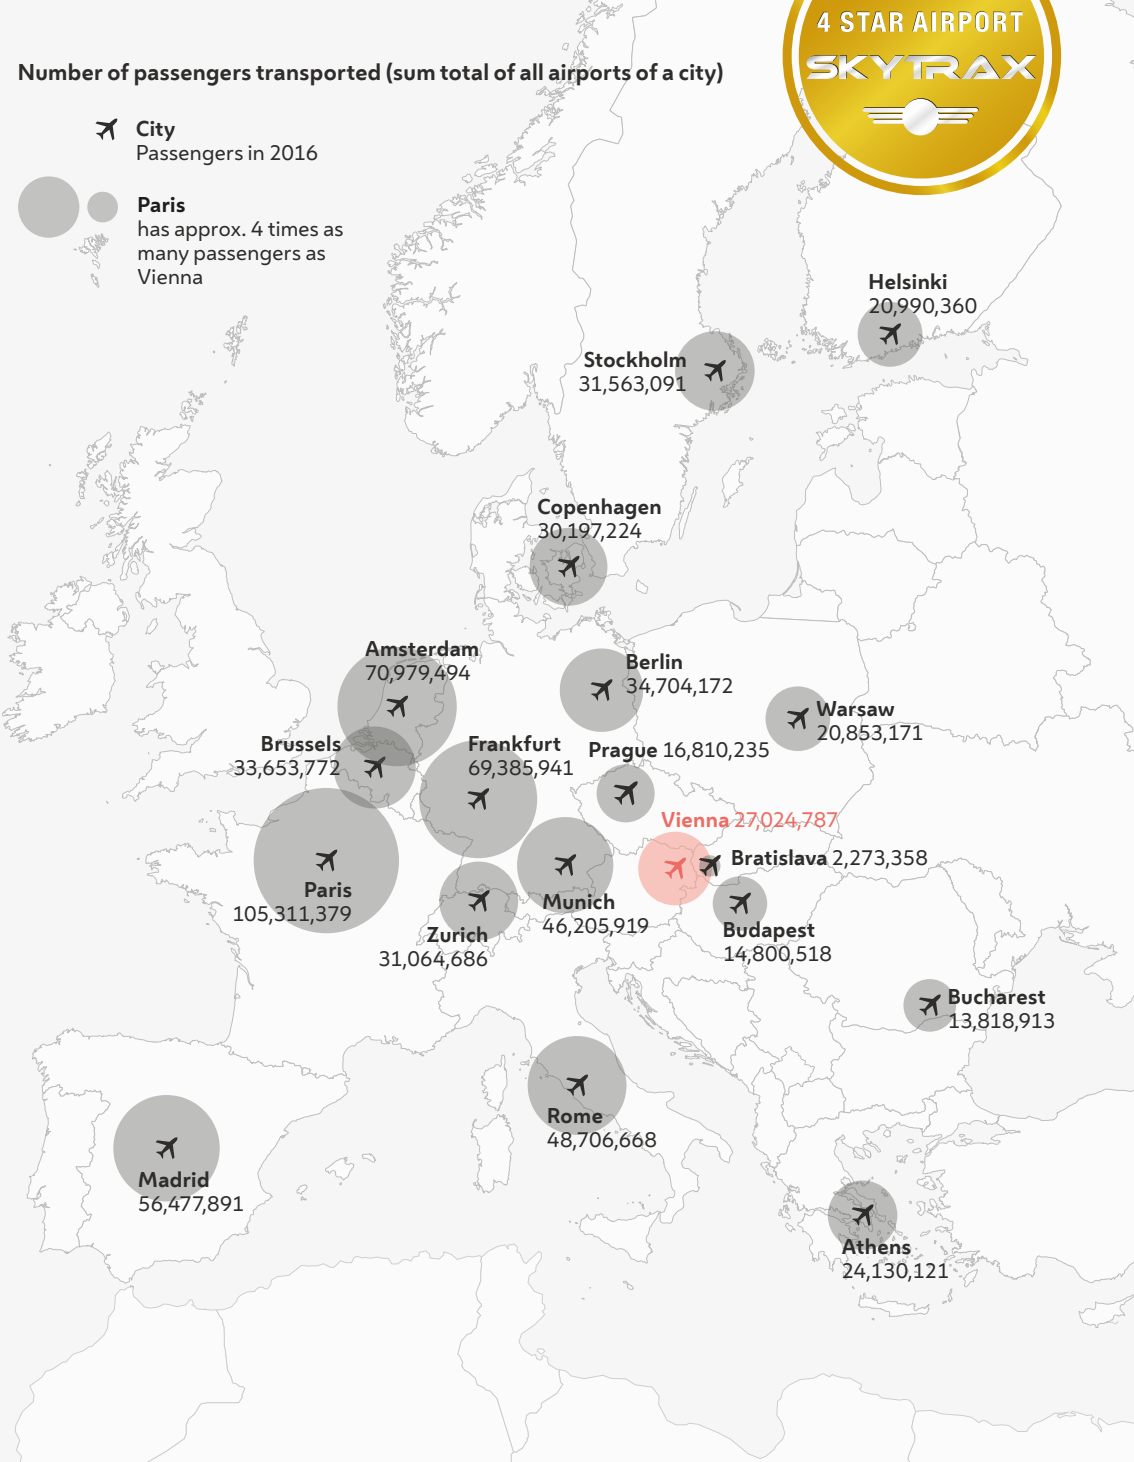 4 STAR AIRPORT
SKYTRAX
Number of passengers transported (sum total of all airports of a city)
City
Passengers in 2016
Paris
has approx. 4 times as
many passengers as
Vienna
Helsinki
20,990,360
Stockholm
31,563,091
Copenhagen
30,197,224
Amsterdam
70,979,494
Berlin
34,704,172
Warsaw
20,853,171
Brussels
33,653,772
Frankfurt
69,385,941
Prague 16,810,235
Vienna 27,024,787
Bratislava 2,273,358
Paris
105,311,379
Munich
46,205,919
Zurich
31,064,686
Budapest
14,800,518
Bucharest
13,818,913
Rome
48,706,668
Madrid
56,477,891
Athens
24,130,121